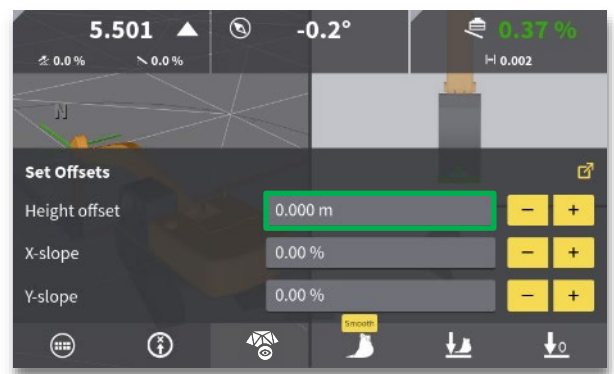 5.501
-0.2°
0.37 %
0.0 %
0.0 %
0.002
N
Set Offsets
Height offset
0.000 m
− +
X-slope
0.00 %
− +
Y-slope
0.00 %
− +
Smooth
0